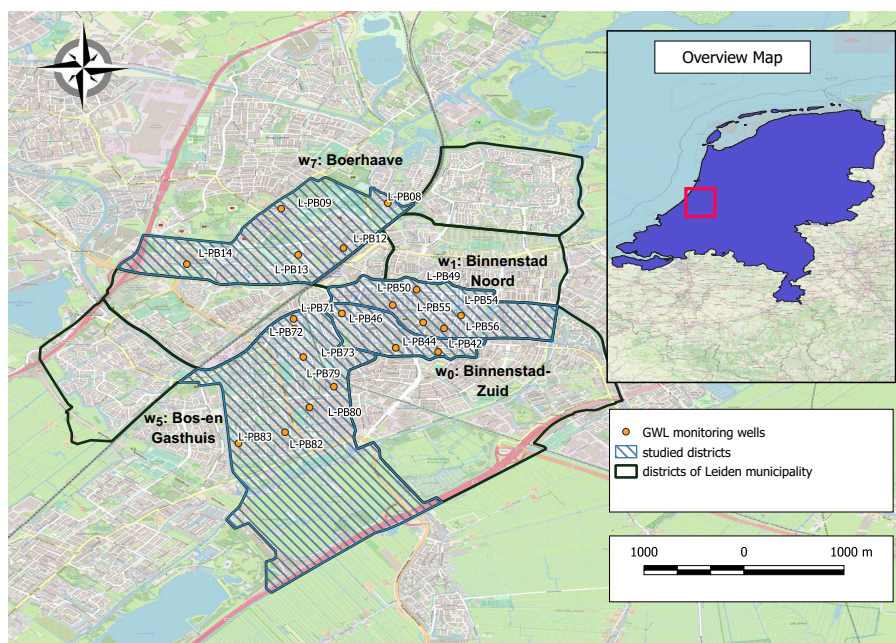 Overview Map
w7: Boerhaave
L-PB08
L-PB09
L-PB12
L-PB14
L-PB13
w1: Binnenstad
Noord
L-PB49
L-PB50
L-PB71
L-PB46
L-PB55
L-PB54
L-PB72
L-PB56
L-PB73
L-PB44
L-PB42
w0: Binnenstad-
Zuid
L-PB79
w5: Bos-en
Gasthuis
L-PB80
L-PB83
L-PB82
GWL monitoring wells
studied districts
districts of Leiden municipality
1000 0 1000 m